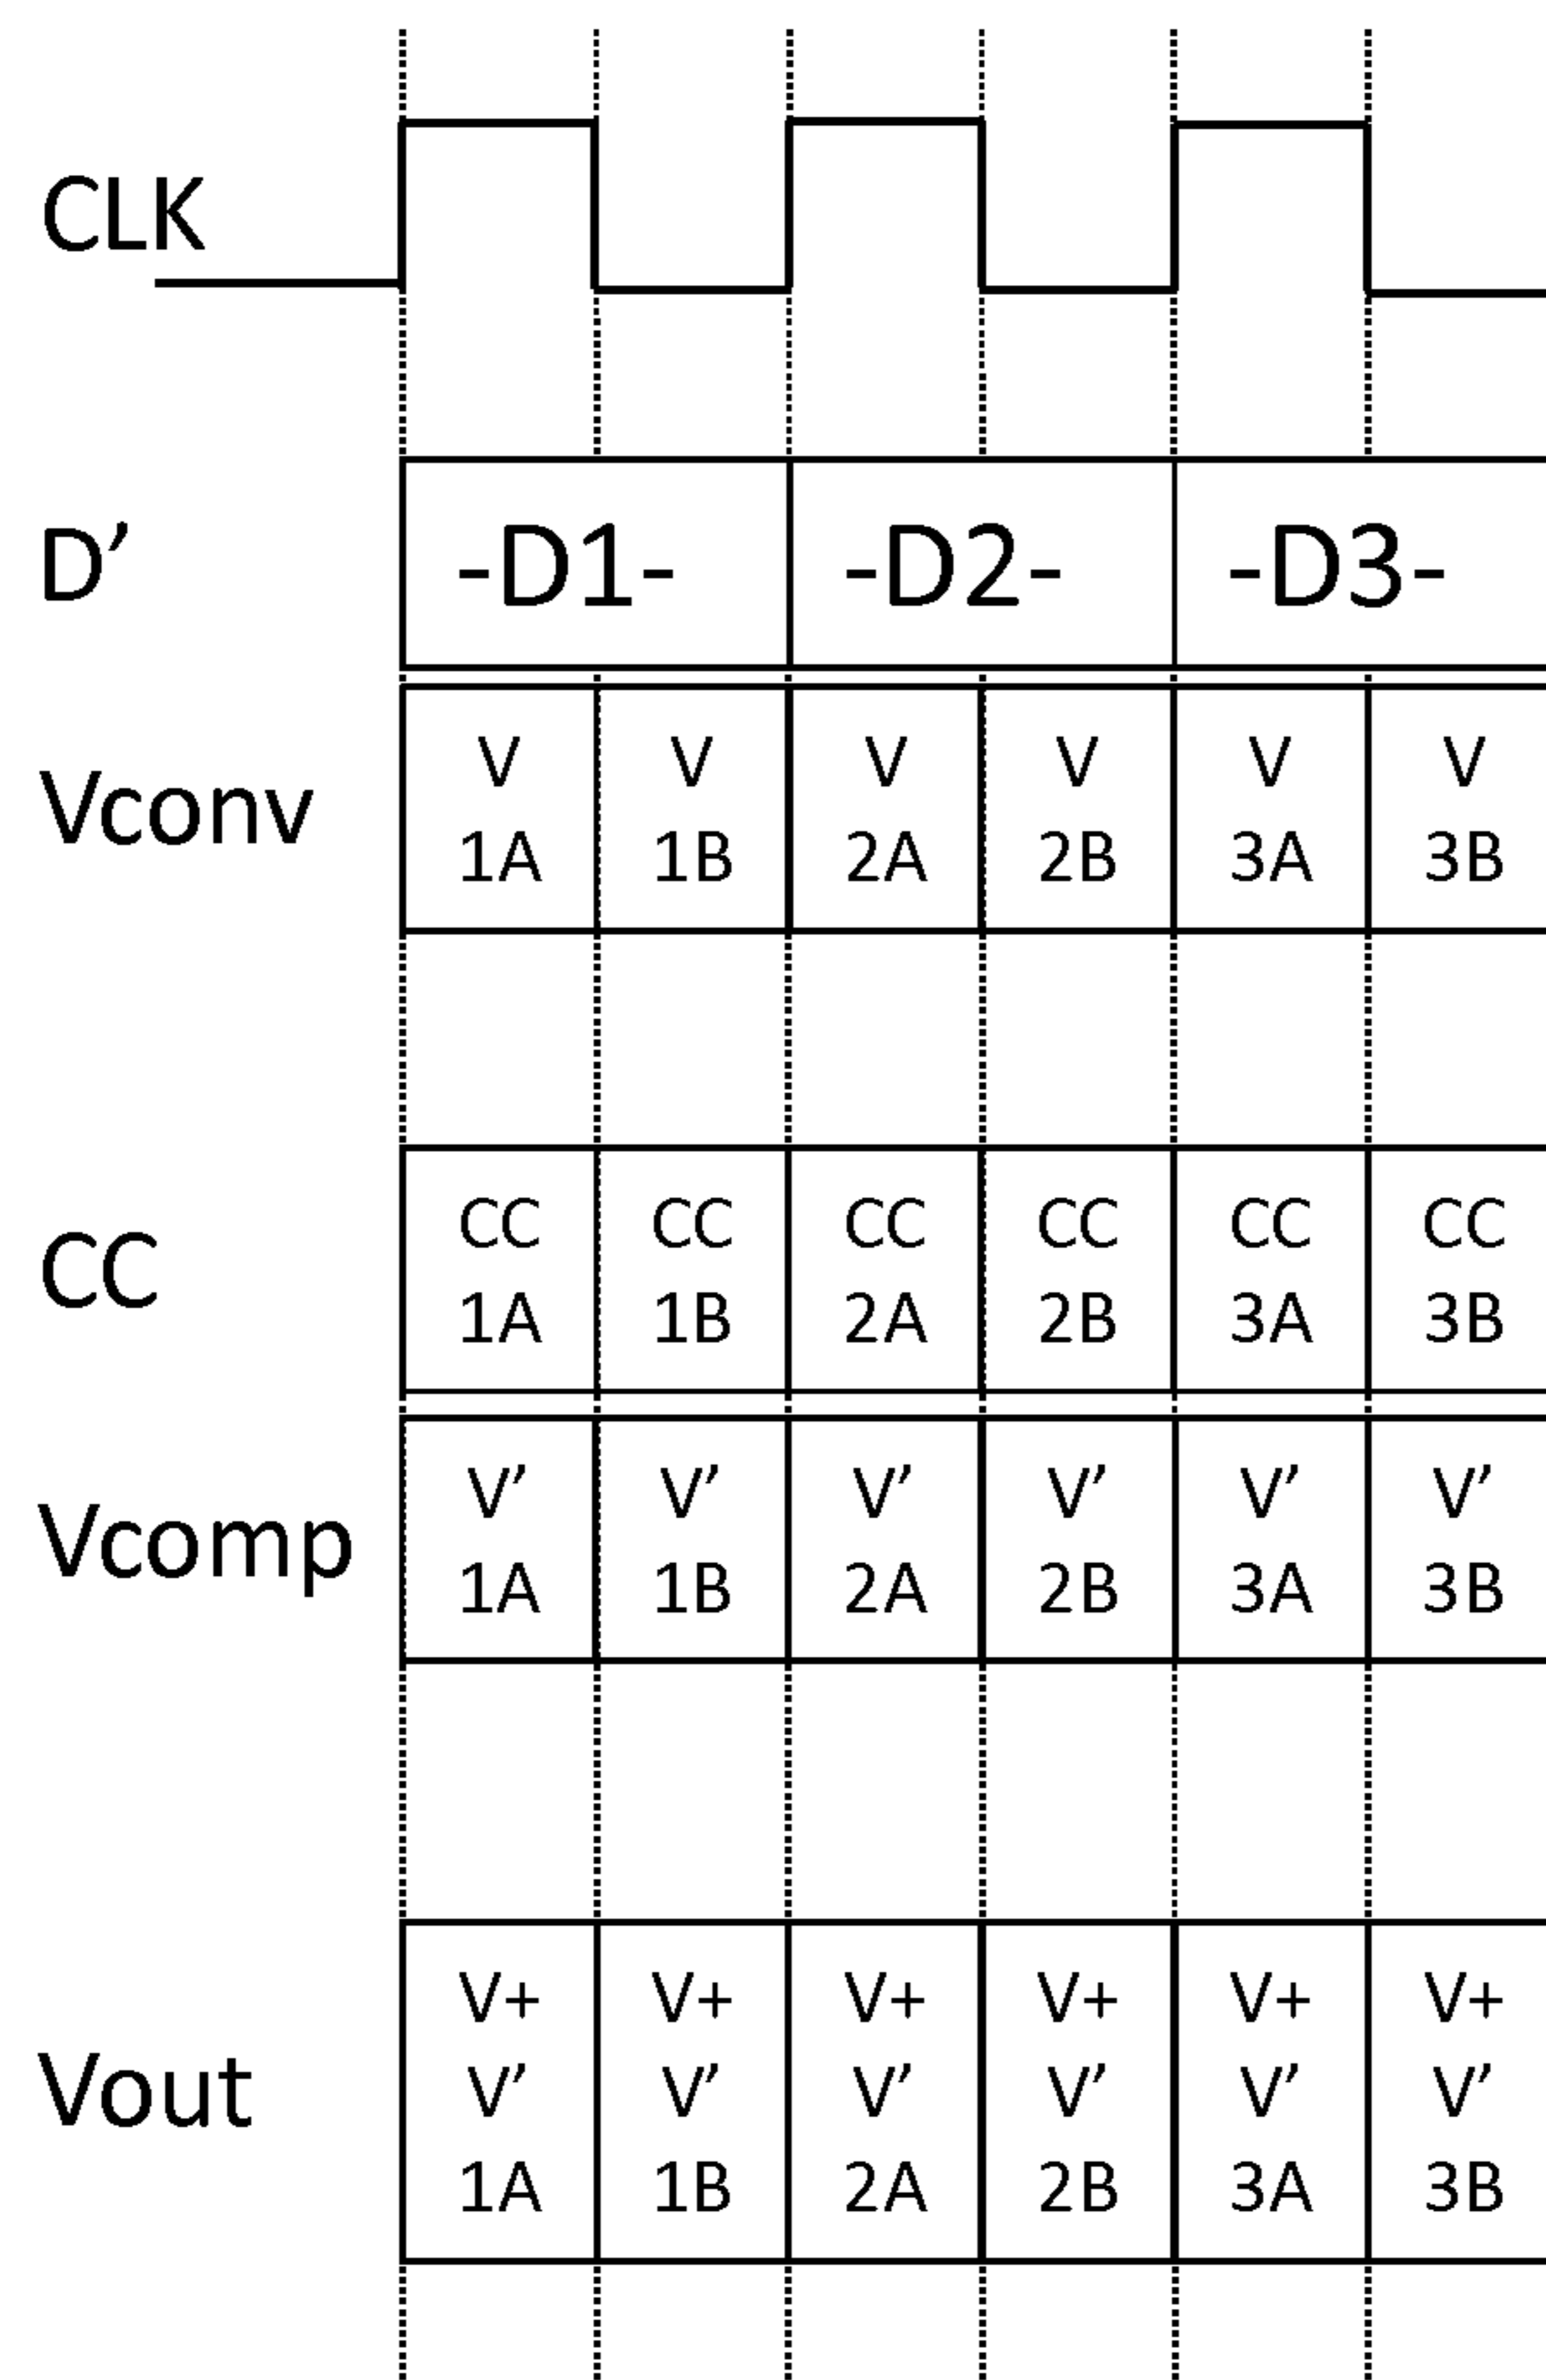 CLK
D’ -D1- -D2- -D3-
Vconv
V V V V V V
1A 1B 2A 2B 3A 3B
CC
CC CC CC CC CC CC
1A 1B 2A 2B 3A 3B
Vcomp
V’ V’ V’ V’ V’ V’
1A 1B 2A 2B 3A 3B
Vout
V+ V+ V+ V+ V+ V+
V’ V’ V’ V’ V’ V’
1A 1B 2A 2B 3A 3B